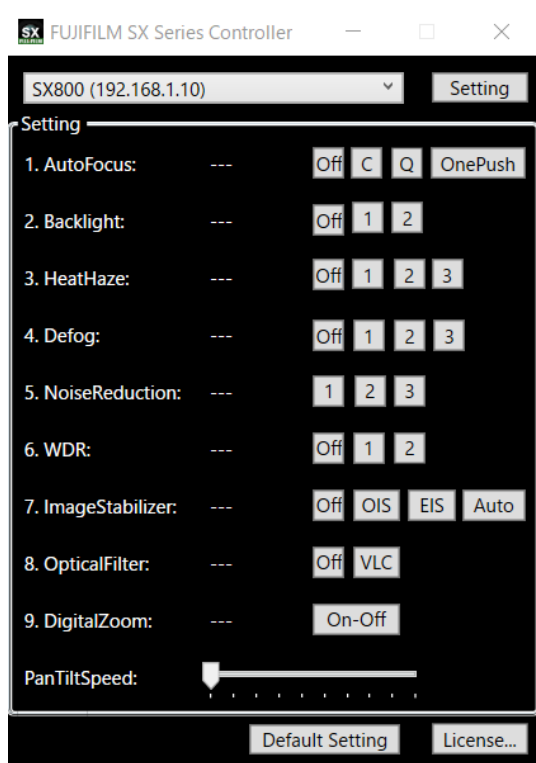 SX FUJIFILM SX Series Controller
SX800 (192.168.1.10) Setting
Setting
1. AutoFocus: --- Off C Q OnePush
2. Backlight: --- Off 1 2
3. HeatHaze: --- Off 1 2 3
4. Defog: --- Off 1 2 3
5. NoiseReduction: --- 1 2 3
6. WDR: --- Off 1 2
7. ImageStabilizer: --- Off OIS EIS Auto
8. OpticalFilter: --- Off VLC
9. DigitalZoom: --- On-Off
PanTiltSpeed:
Default Setting License...